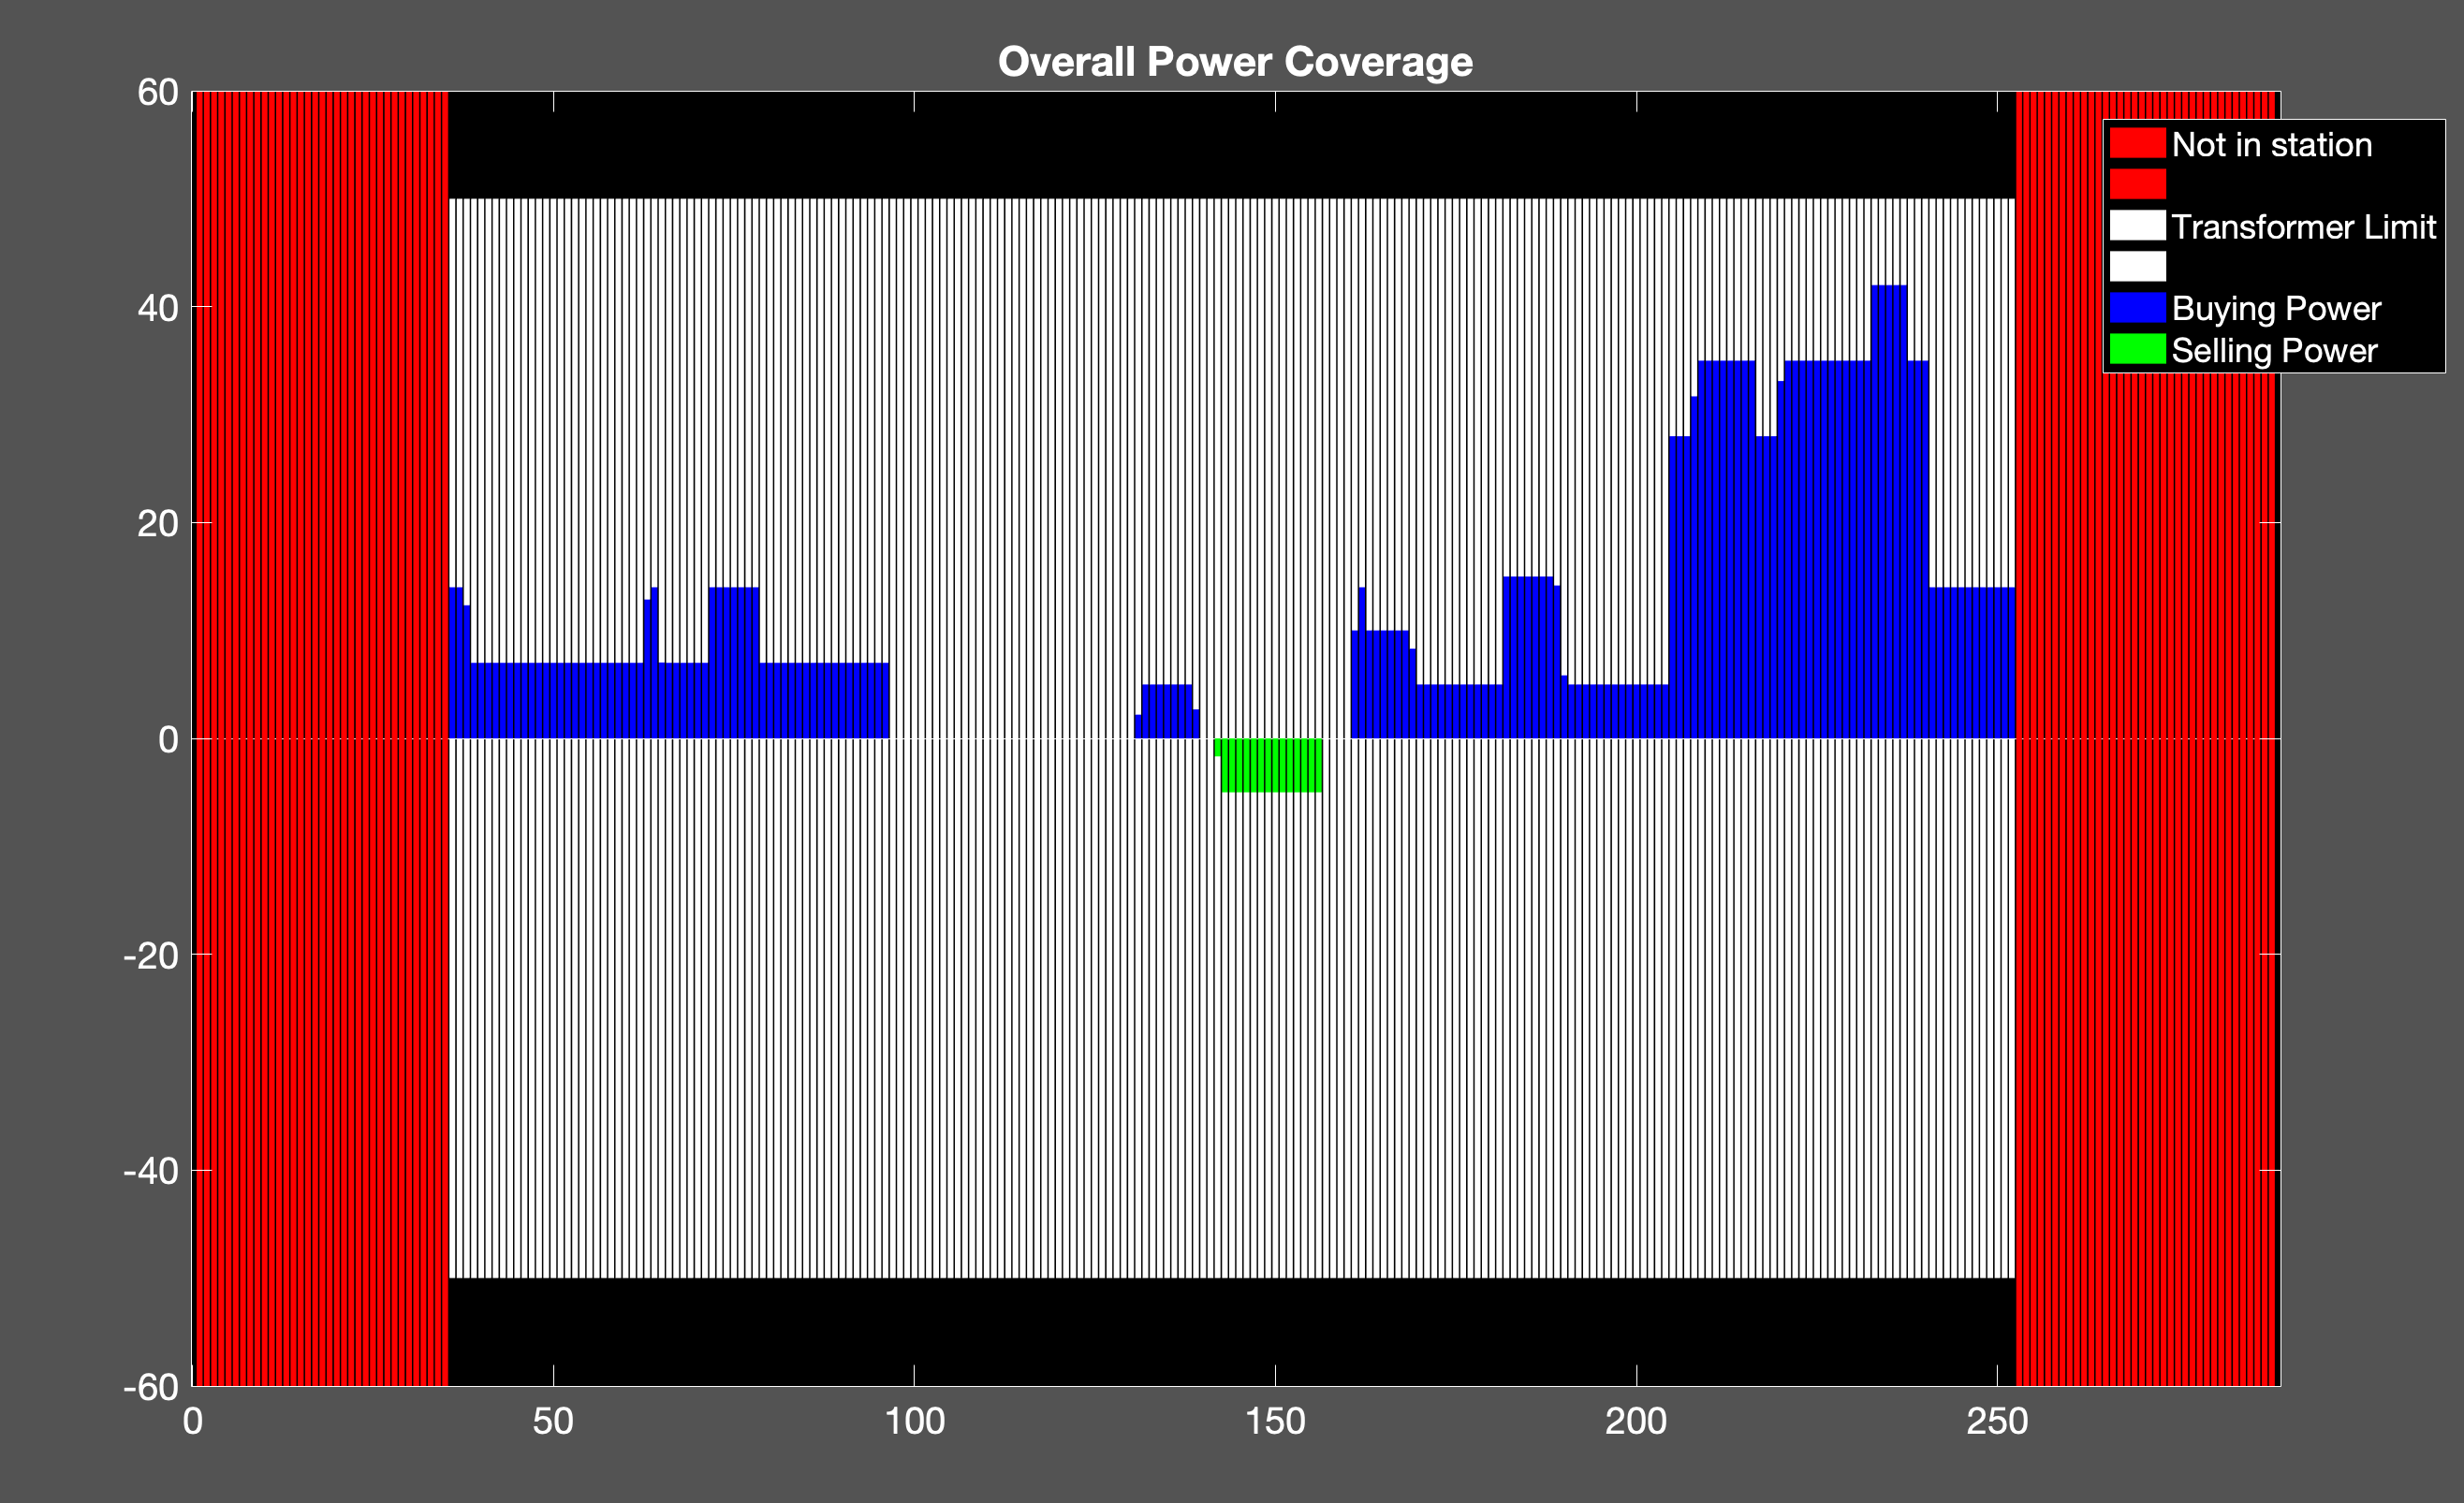 Overall Power Coverage
60
40
20
0
-20
-40
-60
0
50
100
150
200
250
Not in station
Transformer Limit
Buying Power
Selling Power